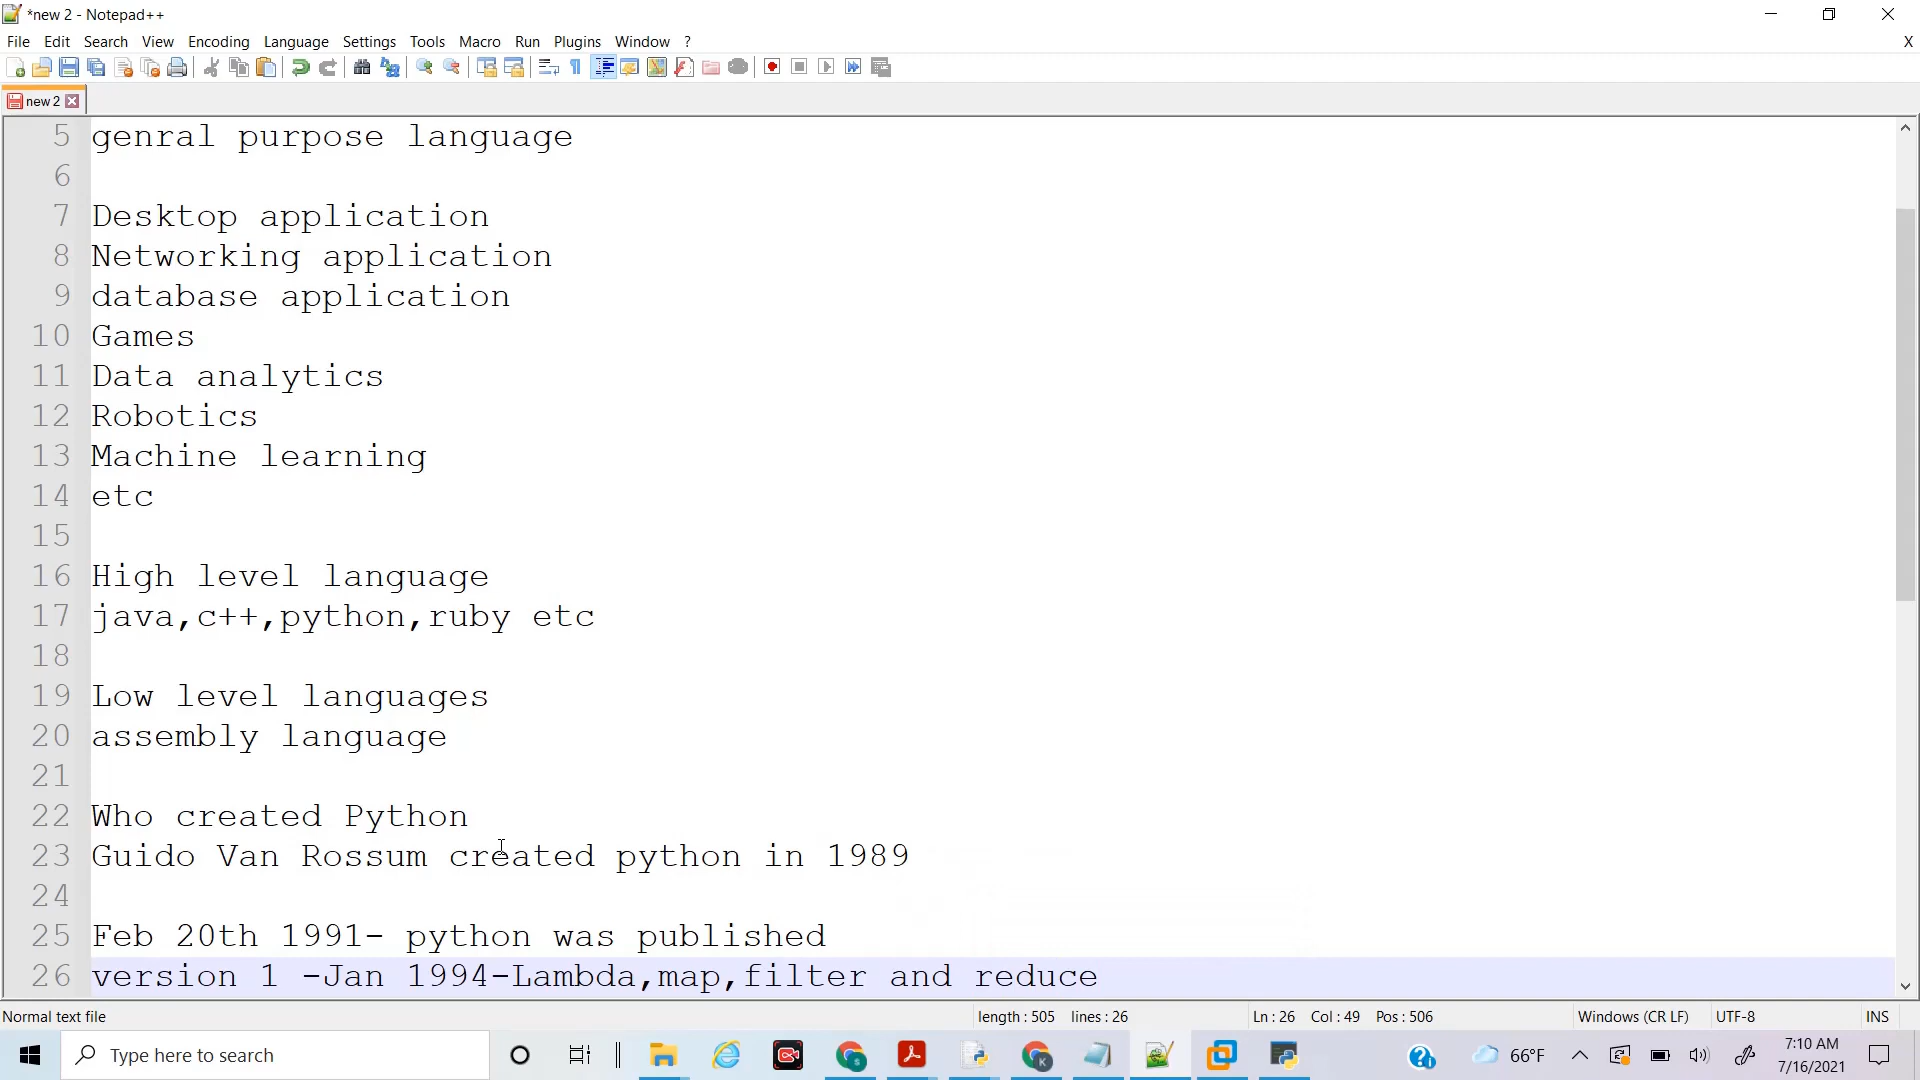 *new 2 - Notepad++
File Edit Search View Encoding Language Settings Tools Macro Run Plugins Window ? X
new 2
5 genral purpose language
6
7 Desktop application
8 Networking application
9 database application
10 Games
11 Data analytics
12 Robotics
13 Machine learning
14 etc
15
16 High level language
17 java,c++,python,ruby etc
18
19 Low level languages
20 assembly language
21
22 Who created Python
23 Guido Van Rossum created python in 1989
24
25 Feb 20th 1991- python was published
26 version 1 -Jan 1994-Lambda,map,filter and reduce
Normal text file length : 505 lines : 26 Ln : 26 Col : 49 Pos : 506 Windows (CR LF) UTF-8 INS
Type here to search 66°F 7:10 AM
7/16/2021